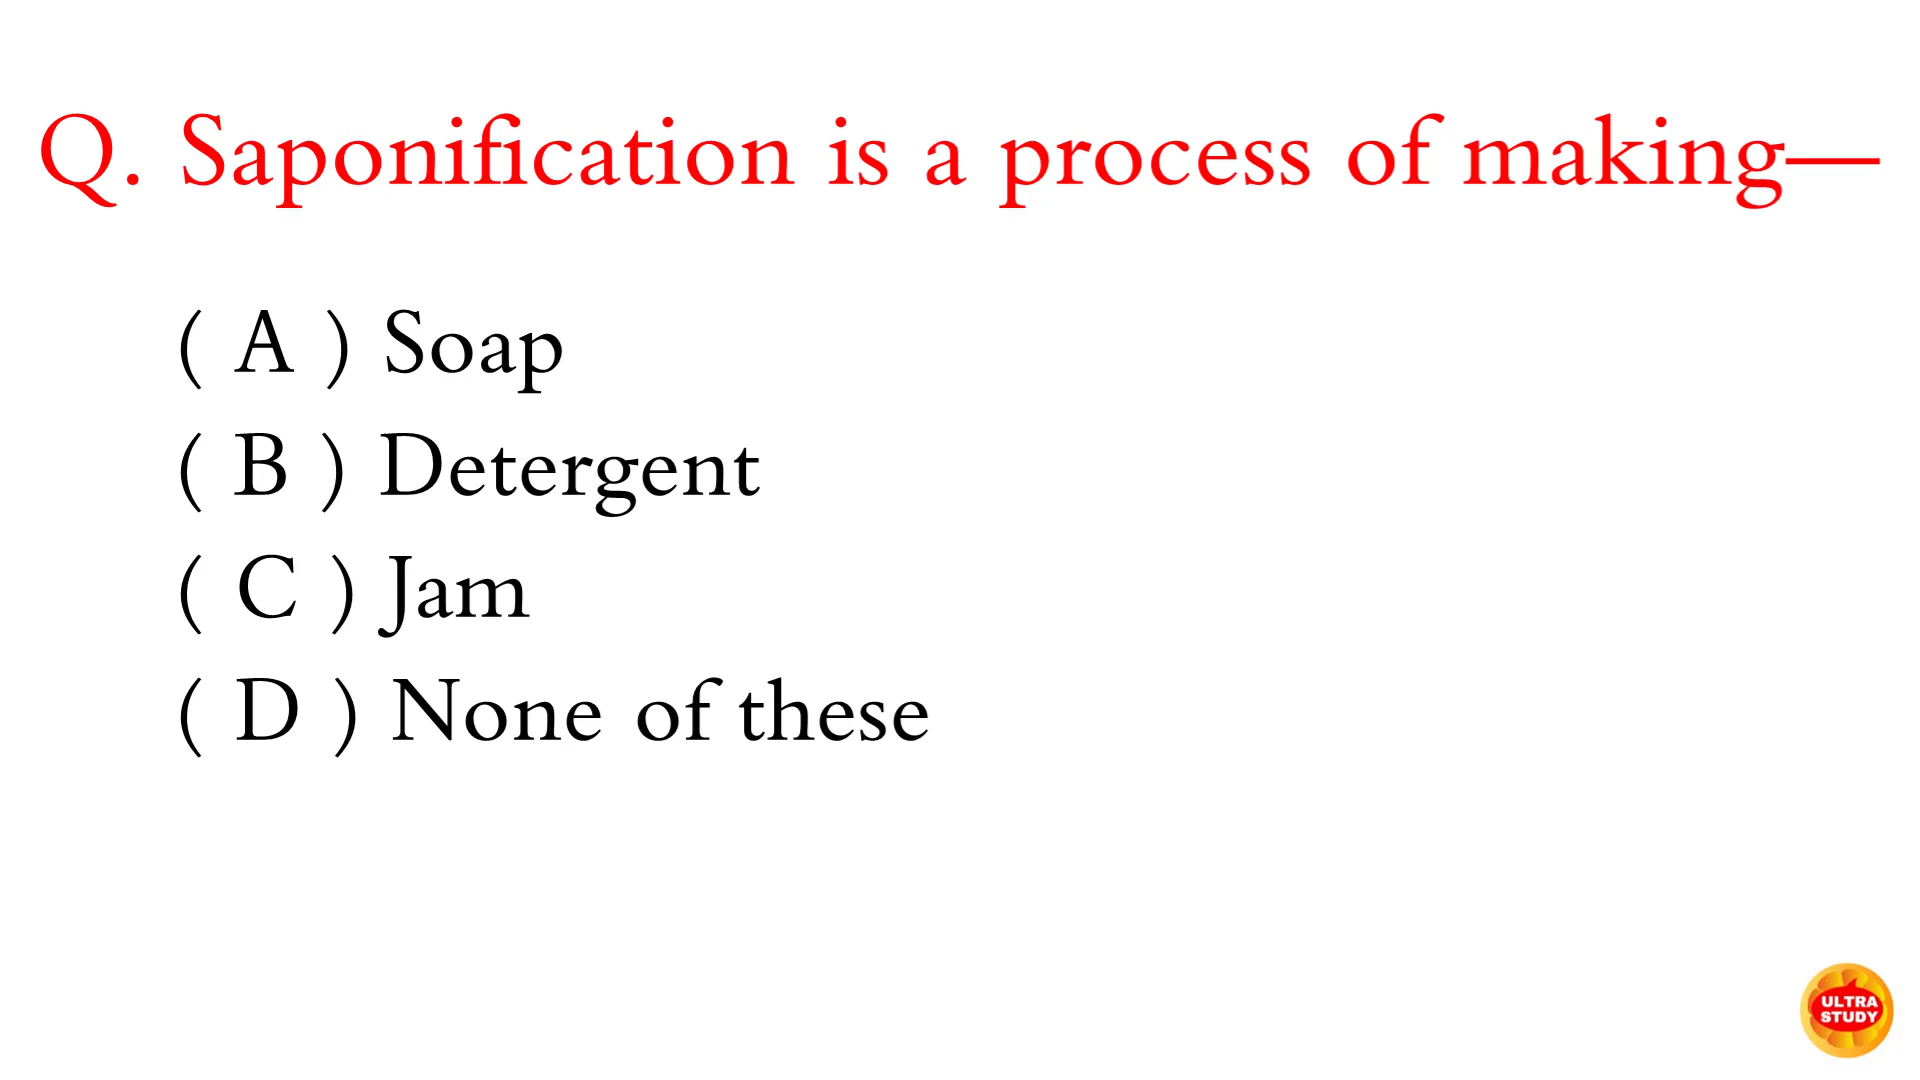 Q. Saponification is a process of making—
( A ) Soap
( B ) Detergent
( C ) Jam
( D ) None of these
ULTRA
STUDY